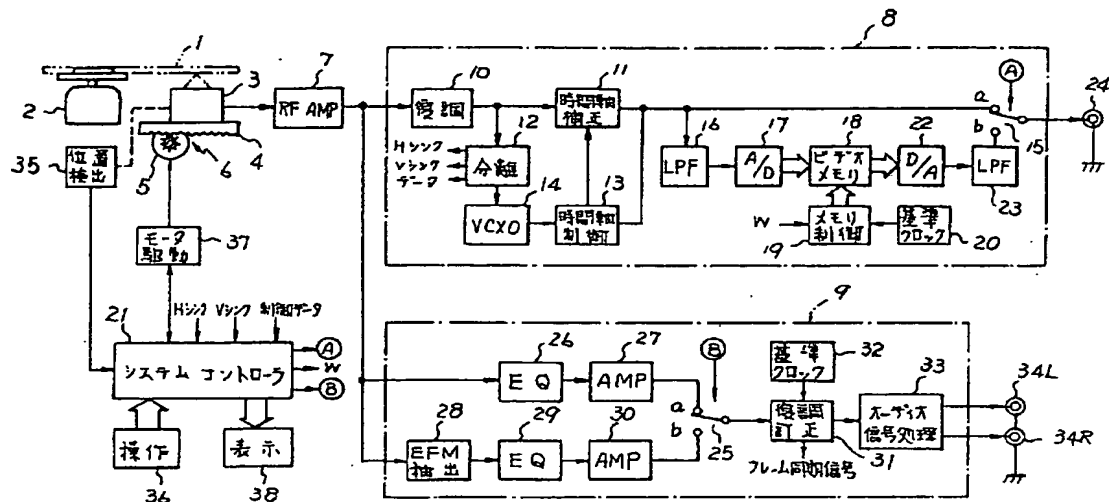 1
8
7
3
10
11
Ⓐ
24
2
RF AMP
復調
時間軸
補正
a
b
15
12
16
17
18
22
4
Hシンク
Vシンク
データ
分離
LPF
A/D
ビデオ
メモリ
D/A
LPF
35
位置
検出
5
6
14
13
23
VCXO
時間軸
制御
W
メモリ
制御
基準
クロック
19
20
モータ
駆動
37
9
21
Hシンク
Vシンク
制御データ
26
27
Ⓑ
基準
クロック
32
33
34L
システム コントローラ
Ⓐ
W
Ⓑ
EQ
AMP
a
b
25
復調
訂正
オーディオ
信号処理
28
29
30
31
34R
操作
表示
EFM
抽出
EQ
AMP
フレーム同期信号
36
38